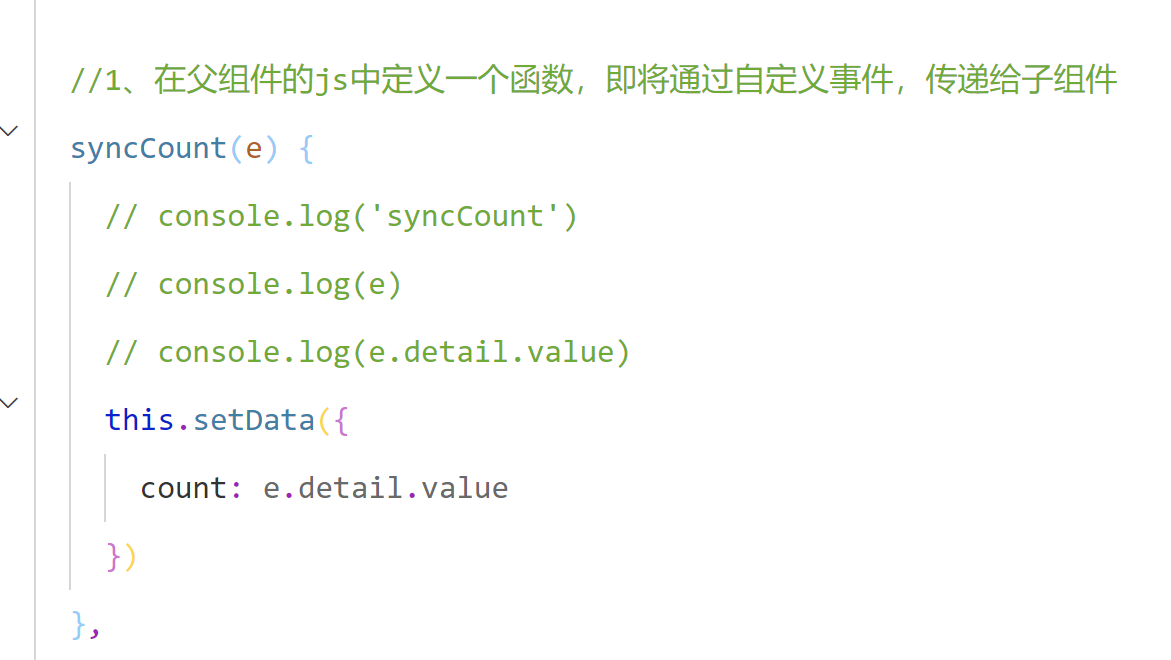 //1、在父组件的js中定义一个函数，即将通过自定义事件，传递给子组件
syncCount(e) {
// console.log('syncCount')
// console.log(e)
// console.log(e.detail.value)
this.setData({
count: e.detail.value
})
},